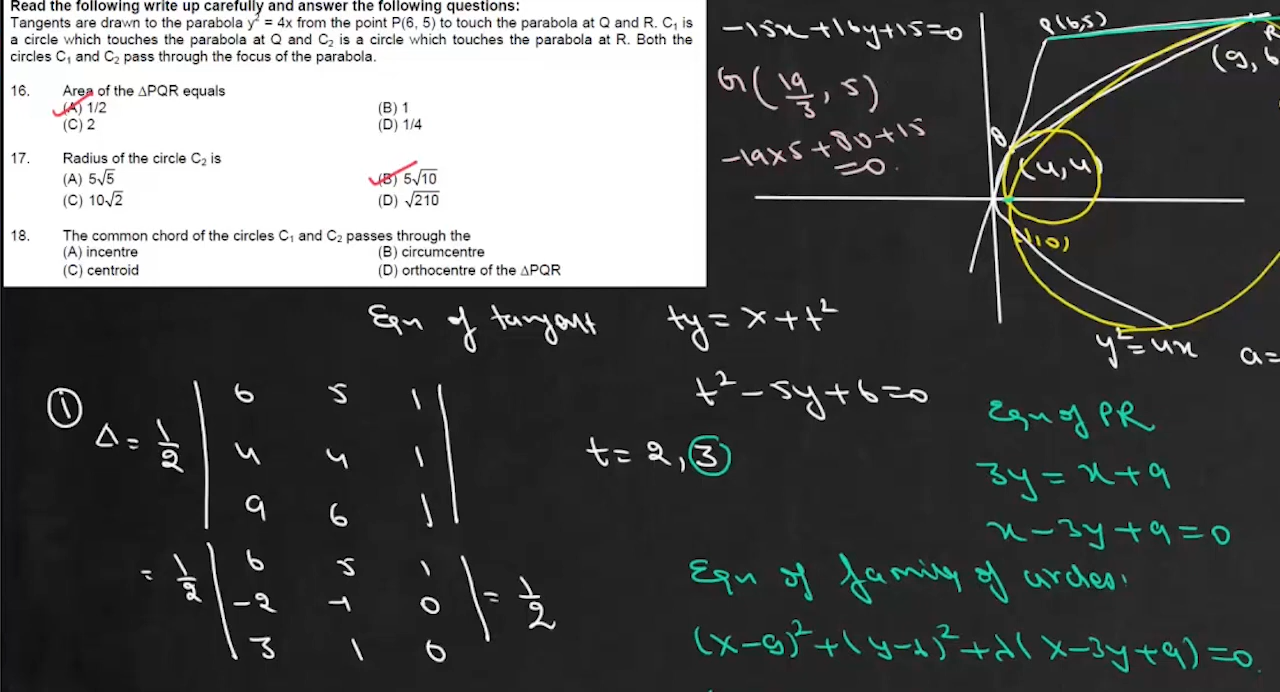 Read the following write up carefully and answer the following questions:
Tangents are drawn to the parabola y² = 4x from the point P(6, 5) to touch the parabola at Q and R. C₁ is
a circle which touches the parabola at Q and C₂ is a circle which touches the parabola at R. Both the
circles C₁ and C₂ pass through the focus of the parabola.
16. Area of the ΔPQR equals
(A) 1/2 (B) 1
(C) 2 (D) 1/4
17. Radius of the circle C₂ is
(A) 5√5 (B) 5√10
(C) 10√2 (D) √210
18. The common chord of the circles C₁ and C₂ passes through the
(A) incentre (B) circumcentre
(C) centroid (D) orthocentre of the ΔPQR
-15x+16y+15=0
G(19/3, 5)
-19x5+80+15
=0.
P(6,5)
R
(9, 6
(4,4)
(1,0)
y²=4x a=
Eqn of tangent ty=x+t²
t²-5y+6=0
t= 2, 3
① Δ= 1/2 | 6 5 1 |
4 4 1
9 6 1
= 1/2 | 6 5 1 | = 1/2
-2 -1 0
3 1 0
Eqn of PR
3y = x+9
x-3y+9=0
Eqn of family of circles:
(x-9)²+(y-6)²+λ(x-3y+9)=0